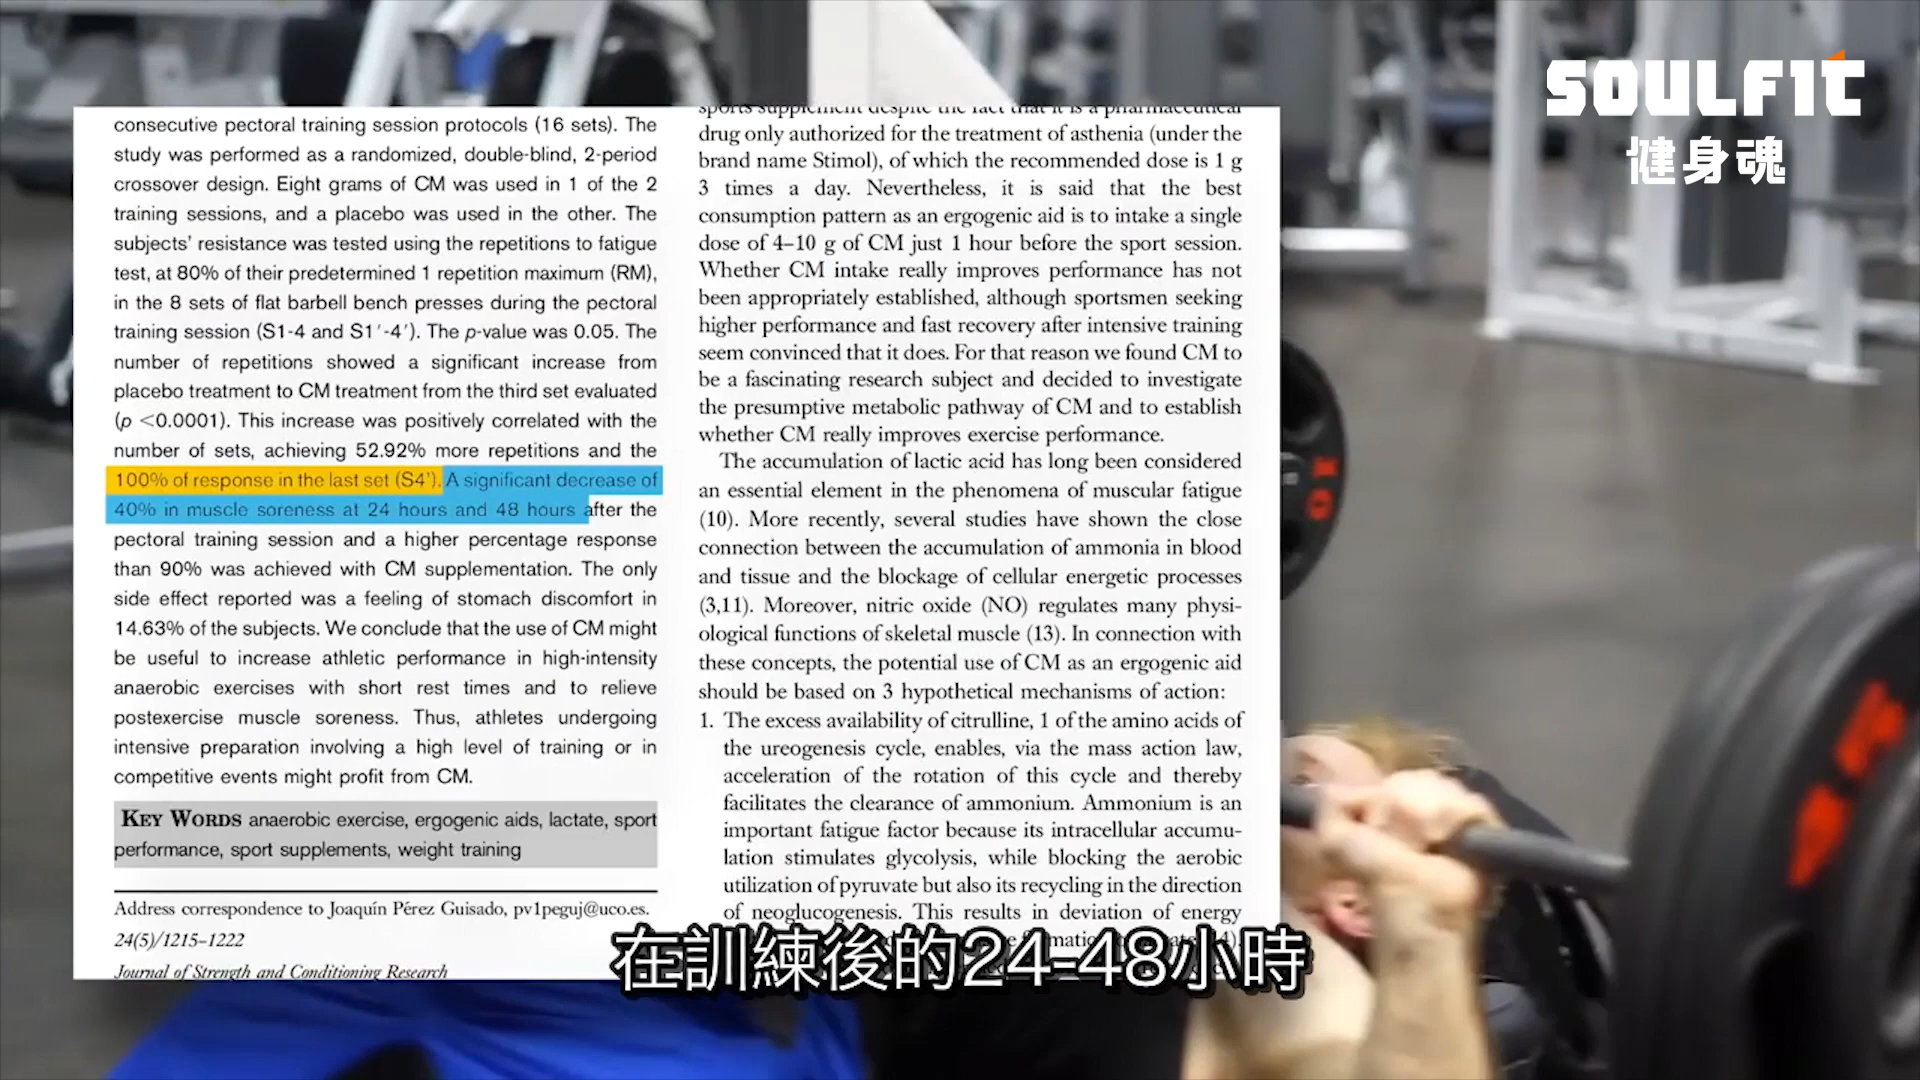 SOULFIT
健身魂
consecutive pectoral training session protocols (16 sets). The
study was performed as a randomized, double-blind, 2-period
crossover design. Eight grams of CM was used in 1 of the 2
training sessions, and a placebo was used in the other. The
subjects' resistance was tested using the repetitions to fatigue
test, at 80% of their predetermined 1 repetition maximum (RM),
in the 8 sets of flat barbell bench presses during the pectoral
training session (S1-4 and S1′-4′). The p-value was 0.05. The
number of repetitions showed a significant increase from
placebo treatment to CM treatment from the third set evaluated
(p <0.0001). This increase was positively correlated with the
number of sets, achieving 52.92% more repetitions and the
100% of response in the last set (S4'). A significant decrease of
40% in muscle soreness at 24 hours and 48 hours after the
pectoral training session and a higher percentage response
than 90% was achieved with CM supplementation. The only
side effect reported was a feeling of stomach discomfort in
14.63% of the subjects. We conclude that the use of CM might
be useful to increase athletic performance in high-intensity
anaerobic exercises with short rest times and to relieve
postexercise muscle soreness. Thus, athletes undergoing
intensive preparation involving a high level of training or in
competitive events might profit from CM.
KEY WORDS anaerobic exercise, ergogenic aids, lactate, sport
performance, sport supplements, weight training
Address correspondence to Joaquín Pérez Guisado, pv1peguj@uco.es.
24(5)/1215–1222
Journal of Strength and Conditioning Research
sports supplement despite the fact that it is a pharmaceutical
drug only authorized for the treatment of asthenia (under the
brand name Stimol), of which the recommended dose is 1 g
3 times a day. Nevertheless, it is said that the best
consumption pattern as an ergogenic aid is to intake a single
dose of 4–10 g of CM just 1 hour before the sport session.
Whether CM intake really improves performance has not
been appropriately established, although sportsmen seeking
higher performance and fast recovery after intensive training
seem convinced that it does. For that reason we found CM to
be a fascinating research subject and decided to investigate
the presumptive metabolic pathway of CM and to establish
whether CM really improves exercise performance.
The accumulation of lactic acid has long been considered
an essential element in the phenomena of muscular fatigue
(10). More recently, several studies have shown the close
connection between the accumulation of ammonia in blood
and tissue and the blockage of cellular energetic processes
(3,11). Moreover, nitric oxide (NO) regulates many physi-
ological functions of skeletal muscle (13). In connection with
these concepts, the potential use of CM as an ergogenic aid
should be based on 3 hypothetical mechanisms of action:
1. The excess availability of citrulline, 1 of the amino acids of
the ureogenesis cycle, enables, via the mass action law,
acceleration of the rotation of this cycle and thereby
facilitates the clearance of ammonium. Ammonium is an
important fatigue factor because its intracellular accumu-
lation stimulates glycolysis, while blocking the aerobic
utilization of pyruvate but also its recycling in the direction
of neoglucogenesis. This results in deviation of energy
在訓練後的24-48小時